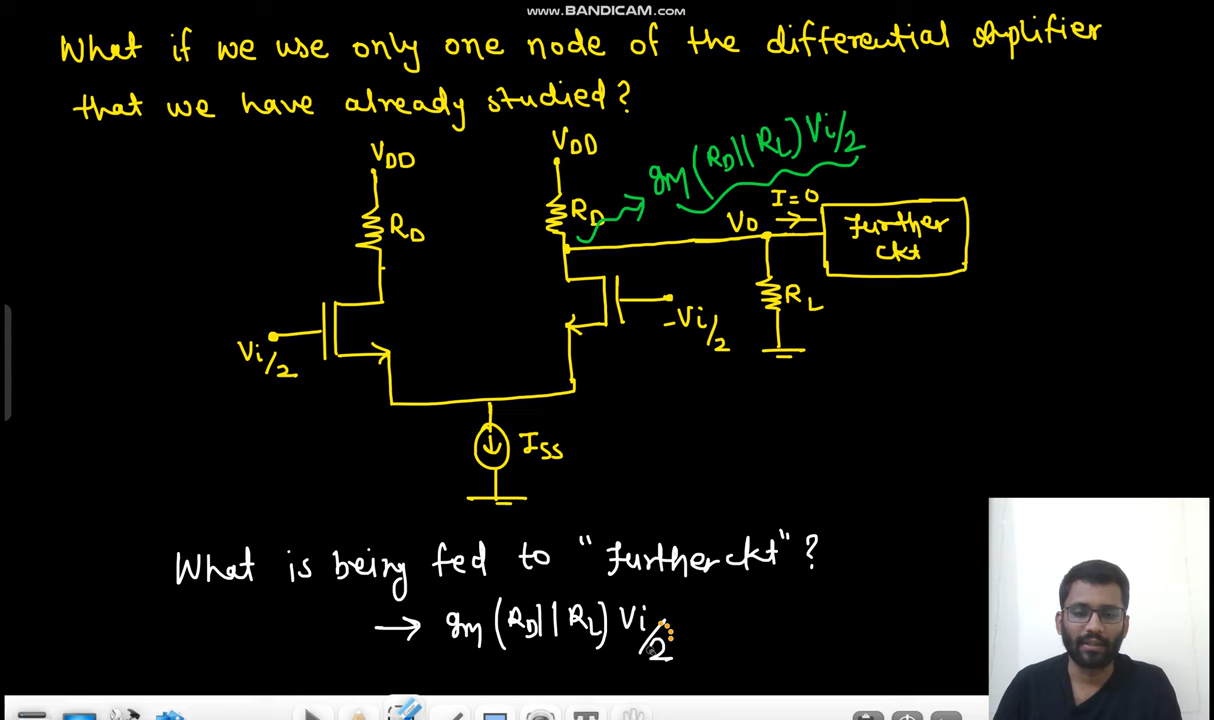 WWW.BANDICAM.COM
What if we use only one node of the differential Amplifier
that we have already studied?
VDD
VDD
gm(RD||RL)Vi/2
RD
RD
I=0
VO
further
ckt
RL
Vi/2
-Vi/2
ISS
What is being fed to "furtherckt"?
→ gm(RD||RL)Vi/2